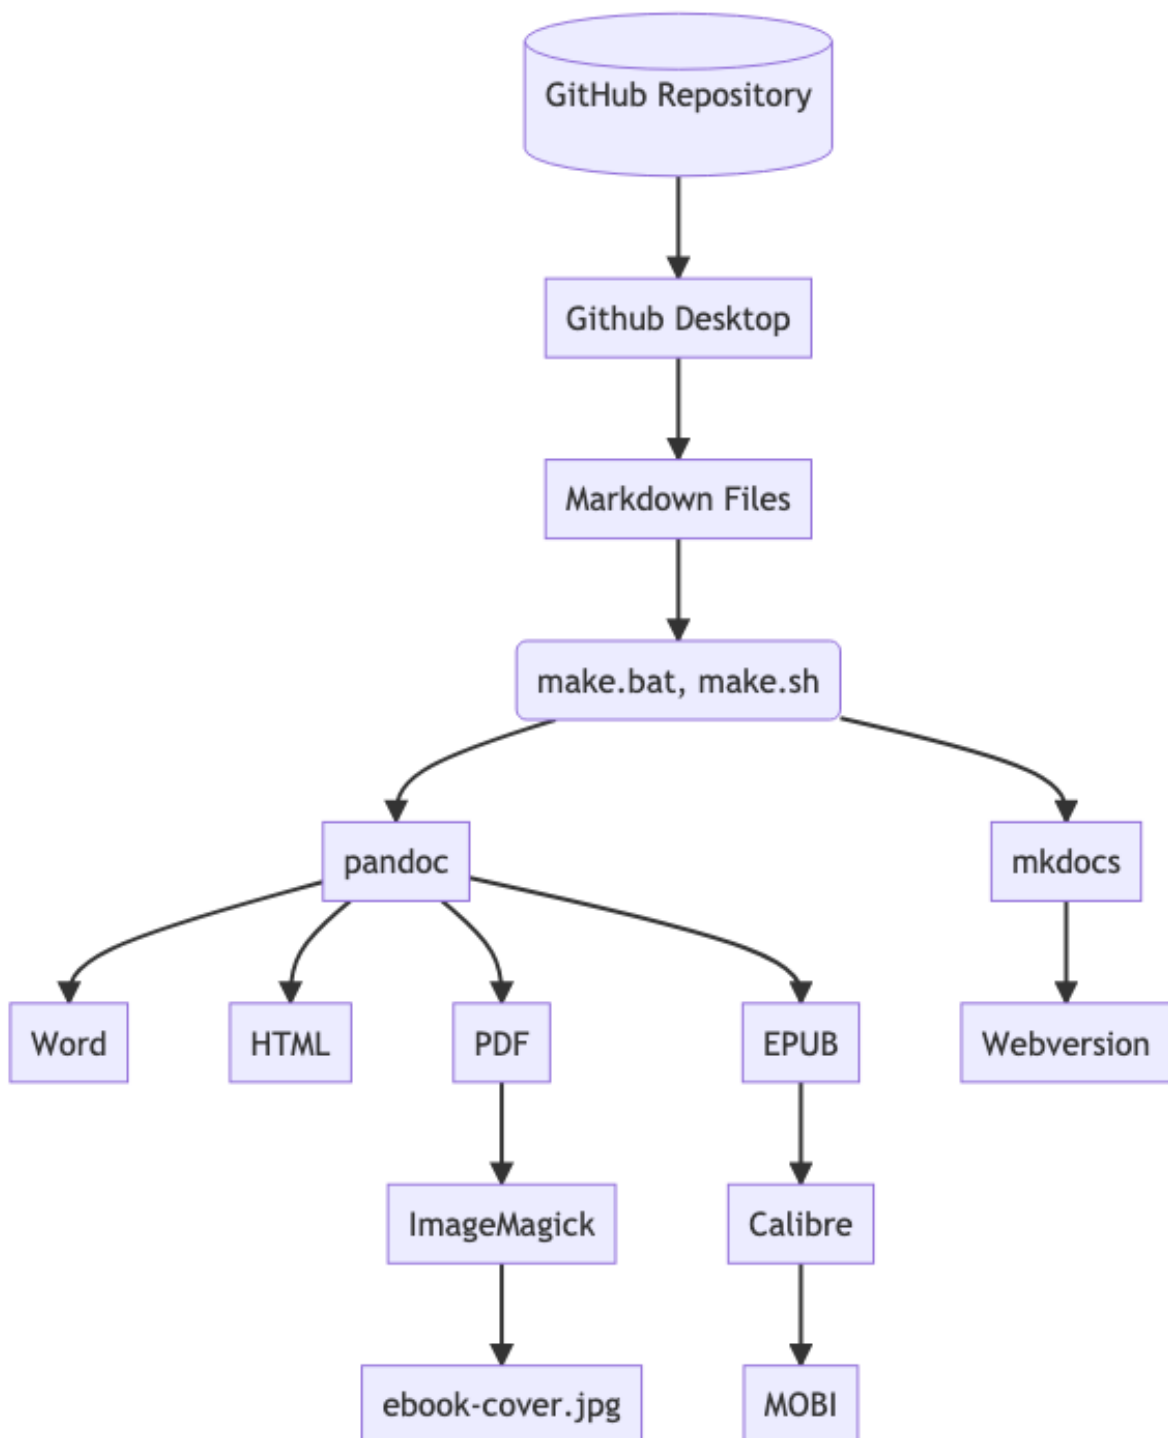 GitHub Repository
Github Desktop
Markdown Files
make.bat, make.sh
pandoc
mkdocs
Word
HTML
PDF
EPUB
Webversion
ImageMagick
Calibre
ebook-cover.jpg
MOBI